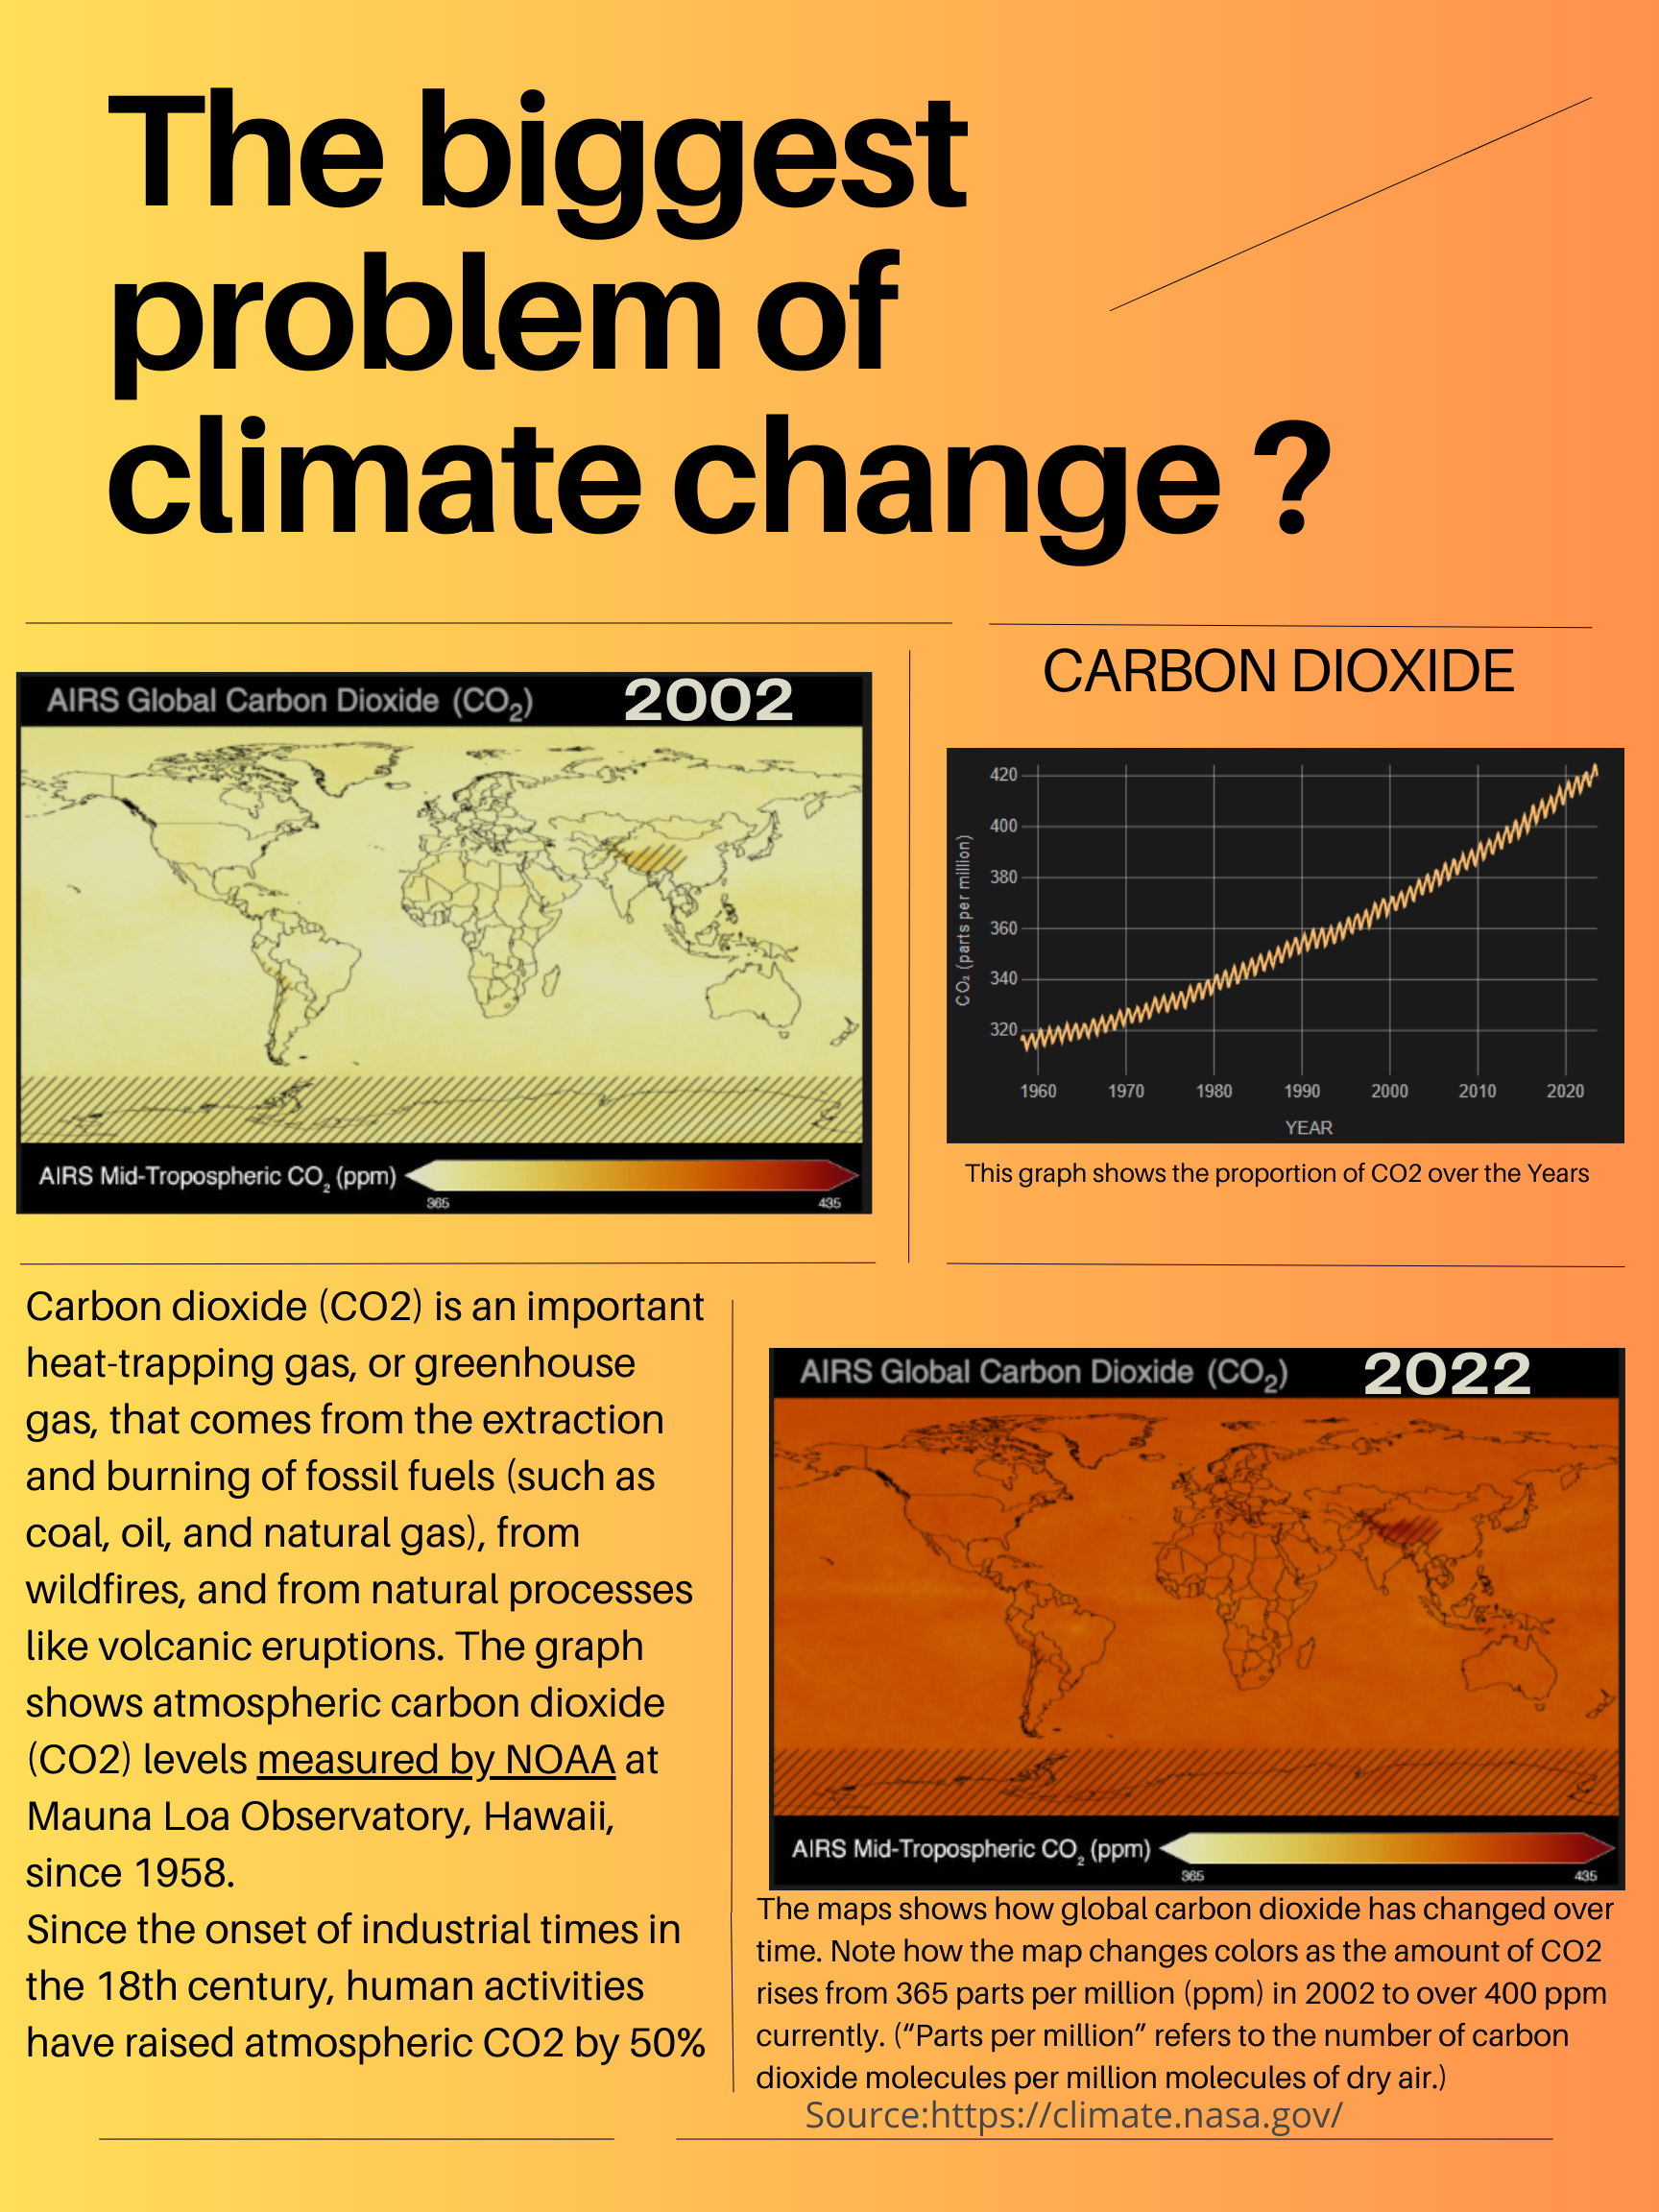 The biggest
problem of
climate change ?
AIRS Global Carbon Dioxide (CO₂) 2002
AIRS Mid-Tropospheric CO₂ (ppm)
365 435
CARBON DIOXIDE
CO₂ (parts per million)
420
400
380
360
340
320
1960 1970 1980 1990 2000 2010 2020
YEAR
This graph shows the proportion of CO2 over the Years
Carbon dioxide (CO2) is an important
heat-trapping gas, or greenhouse
gas, that comes from the extraction
and burning of fossil fuels (such as
coal, oil, and natural gas), from
wildfires, and from natural processes
like volcanic eruptions. The graph
shows atmospheric carbon dioxide
(CO2) levels measured by NOAA at
Mauna Loa Observatory, Hawaii,
since 1958.
Since the onset of industrial times in
the 18th century, human activities
have raised atmospheric CO2 by 50%
AIRS Global Carbon Dioxide (CO₂) 2022
AIRS Mid-Tropospheric CO₂ (ppm)
365 435
The maps shows how global carbon dioxide has changed over
time. Note how the map changes colors as the amount of CO2
rises from 365 parts per million (ppm) in 2002 to over 400 ppm
currently. (“Parts per million” refers to the number of carbon
dioxide molecules per million molecules of dry air.)
Source:https://climate.nasa.gov/